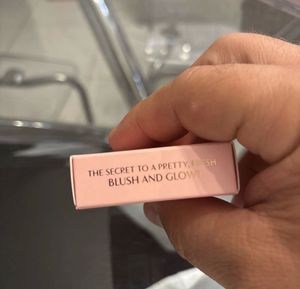 THE SECRET TO A PRETTY, FRESH
BLUSH AND GLOW!